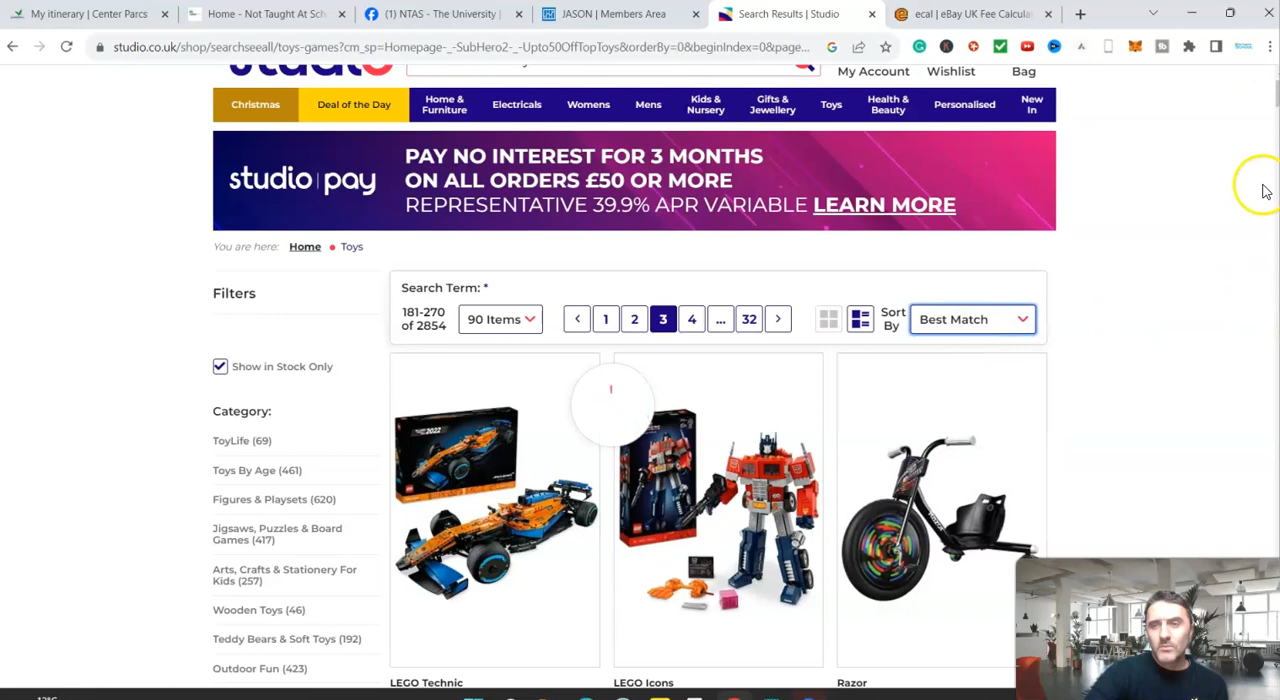 My itinerary | Center Parcs
Home - Not Taught At Sch
(1) NTAS - The University |
JASON | Members Area
Search Results | Studio
ecal | eBay UK Fee Calcula
studio.co.uk/shop/searchseeall/toys-games?cm_sp=Homepage-_-SubHero2-_-Upto50OffTopToys&orderBy=0&beginIndex=0&page...
My Account
Wishlist
Bag
Christmas
Deal of the Day
Home &
Furniture
Electricals
Womens
Mens
Kids &
Nursery
Gifts &
Jewellery
Toys
Health &
Beauty
Personalised
New
In
studio | pay
PAY NO INTEREST FOR 3 MONTHS
ON ALL ORDERS £50 OR MORE
REPRESENTATIVE 39.9% APR VARIABLE LEARN MORE
You are here: Home • Toys
Filters
Search Term: *
181-270
of 2854
90 Items
1
2
3
4
...
32
Sort
By
Best Match
Show in Stock Only
Category:
ToyLife (69)
Toys By Age (461)
Figures & Playsets (620)
Jigsaws, Puzzles & Board
Games (417)
Arts, Crafts & Stationery For
Kids (257)
Wooden Toys (46)
Teddy Bears & Soft Toys (192)
Outdoor Fun (423)
LEGO Technic
LEGO Icons
Razor